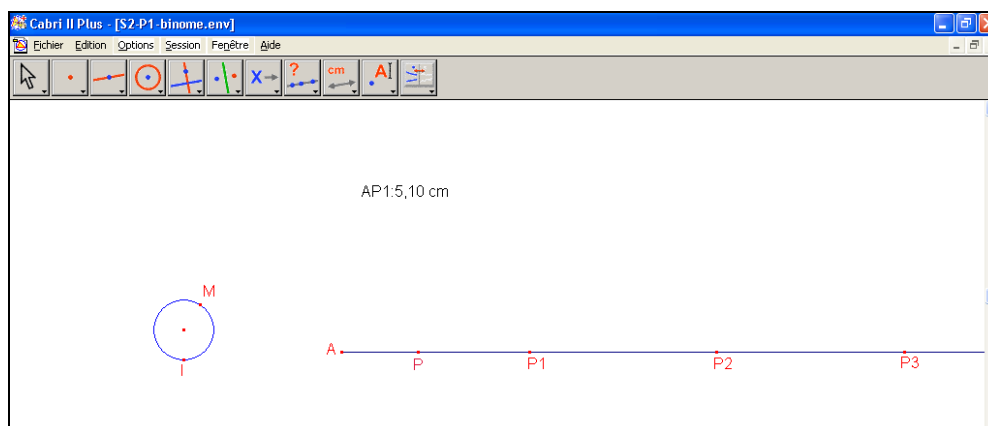 Cabri II Plus - [S2-P1-binome.env]
Fichier Edition Options Session Fenêtre Aide
X ? cm A
AP1:5,10 cm
M
A
I P P1 P2 P3